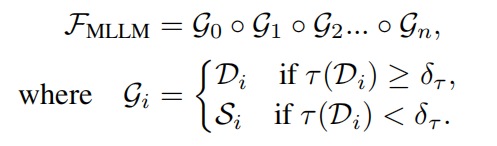 𝓕_MLLM = 𝓖_0 ∘ 𝓖_1 ∘ 𝓖_2... ∘ 𝓖_n,
where 𝓖_i = { 𝓓_i if τ(𝓓_i) ≥ δ_τ,
𝓢_i if τ(𝓓_i) < δ_τ.